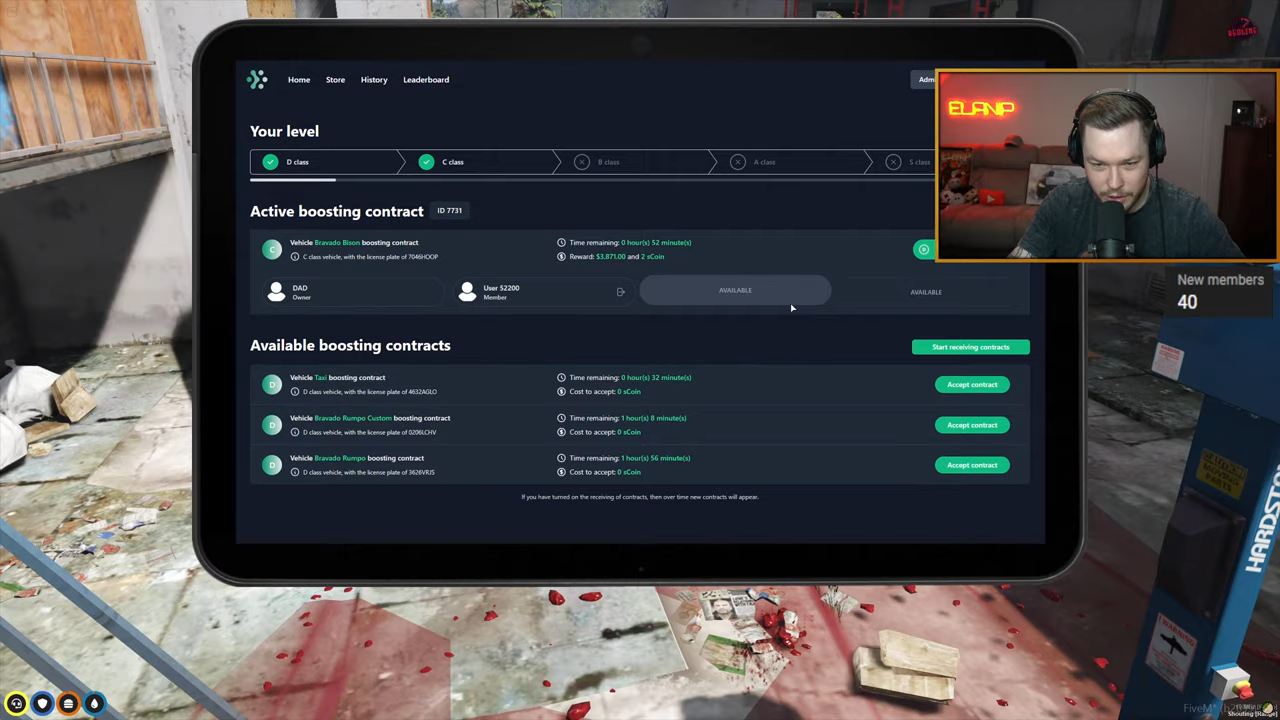 REDLINE
Home Store History Leaderboard
ELANIP
Your level
D class C class B class A class S class
Active boosting contract ID 7731
C Vehicle Bravado Bison boosting contract Time remaining: 0 hour(s) 52 minute(s)
C class vehicle, with the license plate of 7046HOOP Reward: $3,871.00 and 2 sCoin
DAD User 52200 AVAILABLE AVAILABLE
Owner Member
New members
40
Available boosting contracts Start receiving contracts
D Vehicle Taxi boosting contract Time remaining: 0 hour(s) 32 minute(s) Accept contract
D class vehicle, with the license plate of 4632AGLO Cost to accept: 0 sCoin
D Vehicle Bravado Rumpo Custom boosting contract Time remaining: 1 hour(s) 8 minute(s) Accept contract
D class vehicle, with the license plate of 0206LCHV Cost to accept: 0 sCoin
D Vehicle Bravado Rumpo boosting contract Time remaining: 1 hour(s) 56 minute(s) Accept contract
D class vehicle, with the license plate of 3626VRJS Cost to accept: 0 sCoin
If you have turned on the receiving of contracts, then over time new contracts will appear.
WARNING
FiveM
Shouting [Range]